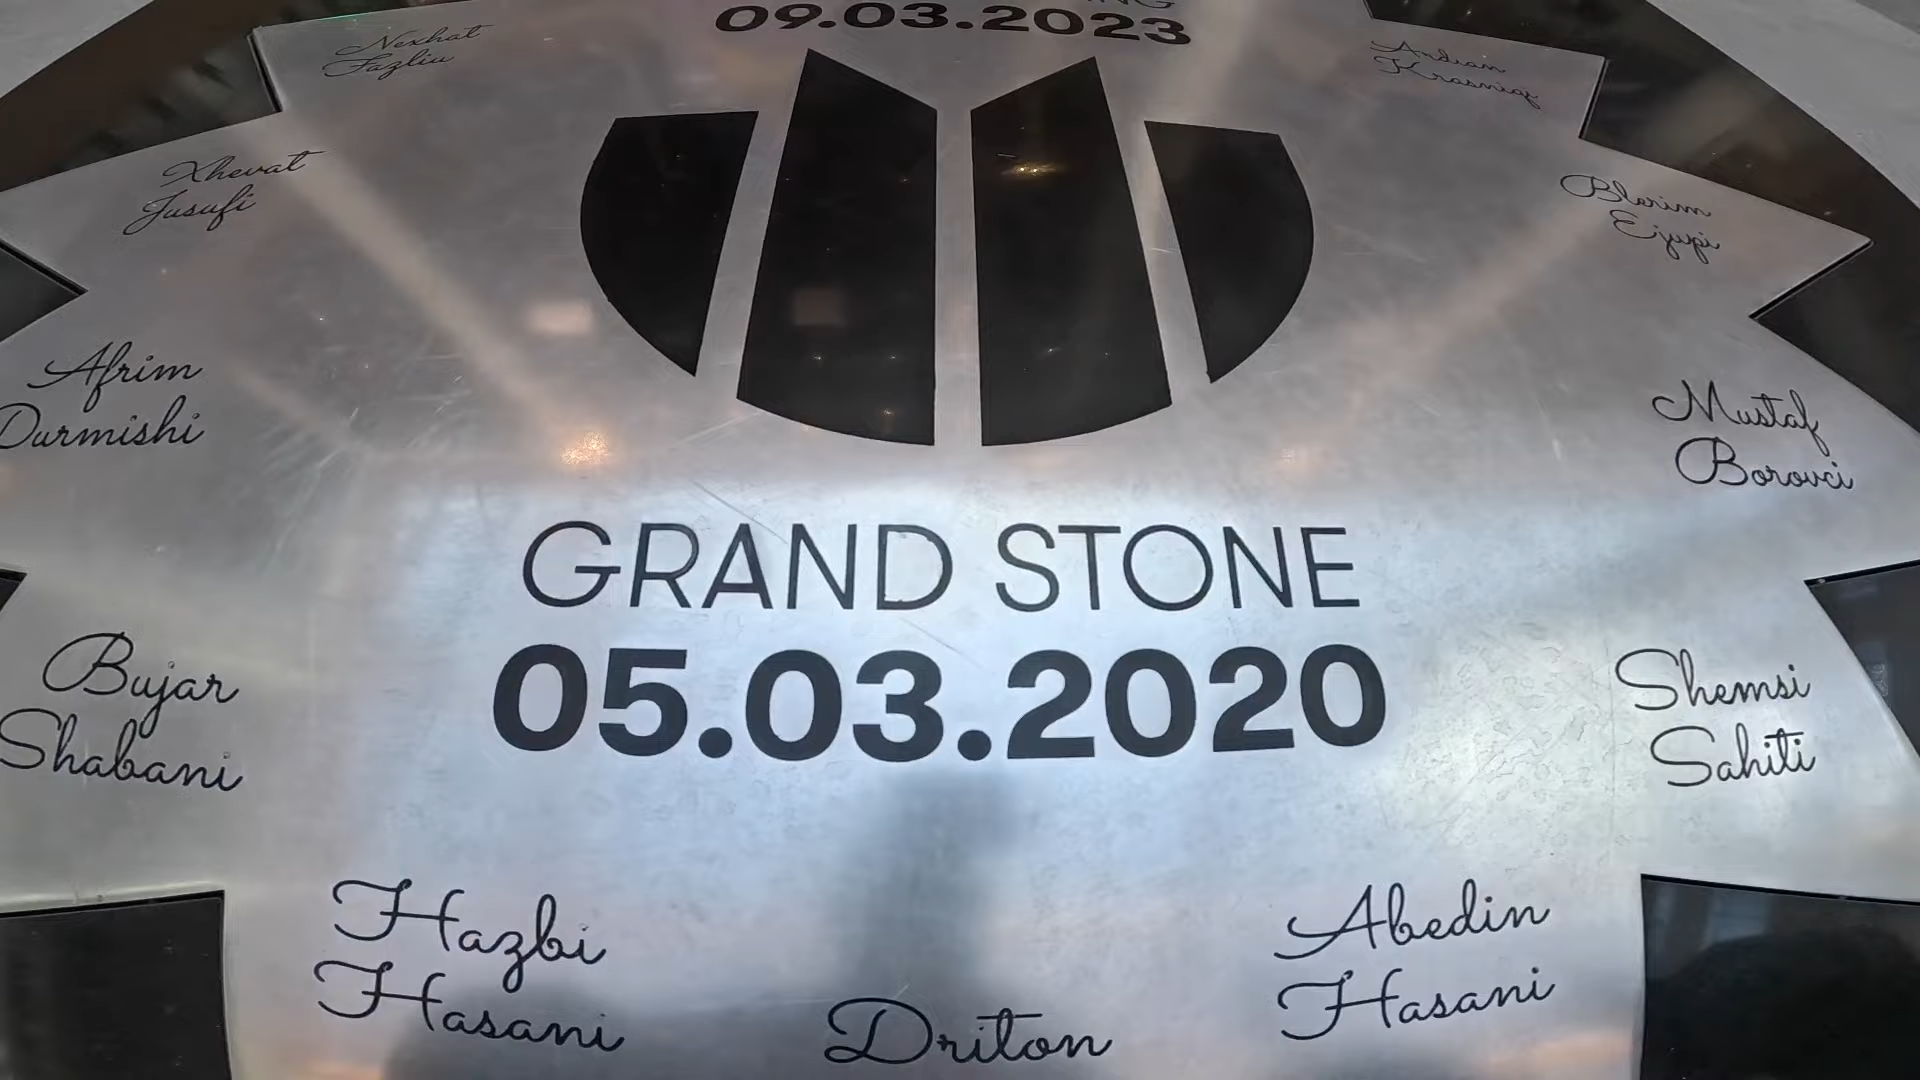 09.03.2023
Nexhat
Fazliu
Ardian
Krasniqi
Xhevat
Jusufi
Blerim
Ejupi
Afrim
Durmishi
Mustaf
Borovci
GRAND STONE
05.03.2020
Bujar
Shabani
Shemsi
Sahiti
Hazbi
Hasani
Abedin
Hasani
Driton